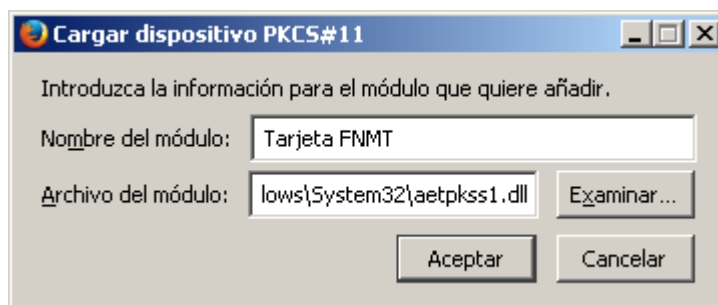 Cargar dispositivo PKCS#11
Introduzca la información para el módulo que quiere añadir.
Nombre del módulo: Tarjeta FNMT
Archivo del módulo: lows\System32\aetpkss1.dll Examinar...
Aceptar Cancelar